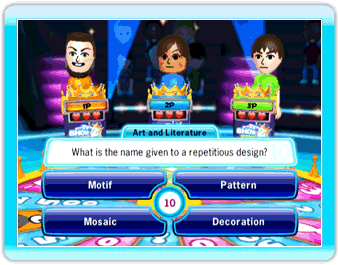 1P
2P
3P
Art and Literature
What is the name given to a repetitious design?
Motif
Pattern
10
Mosaic
Decoration